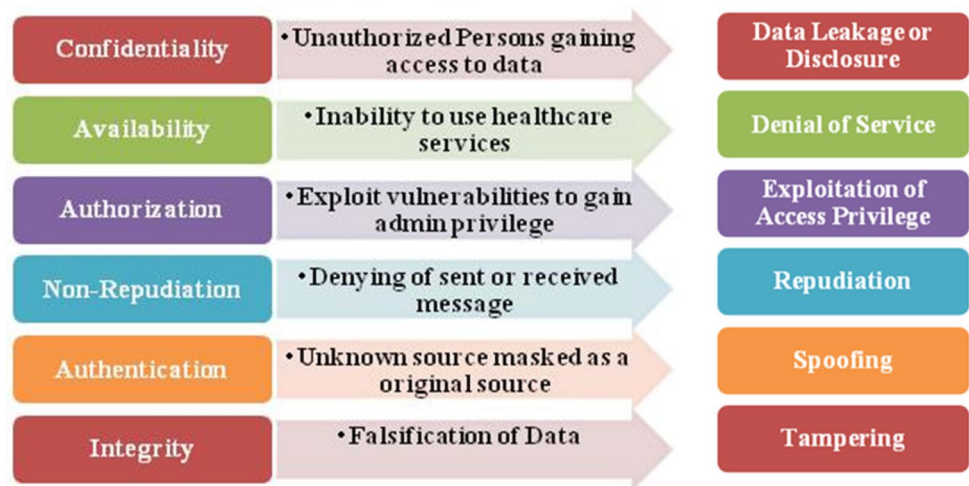 Confidentiality
• Unauthorized Persons gaining
access to data
Data Leakage or
Disclosure
Availability
• Inability to use healthcare
services
Denial of Service
Authorization
• Exploit vulnerabilities to gain
admin privilege
Exploitation of
Access Privilege
Non-Repudiation
• Denying of sent or received
message
Repudiation
Authentication
• Unknown source masked as a
original source
Spoofing
Integrity
• Falsification of Data
Tampering